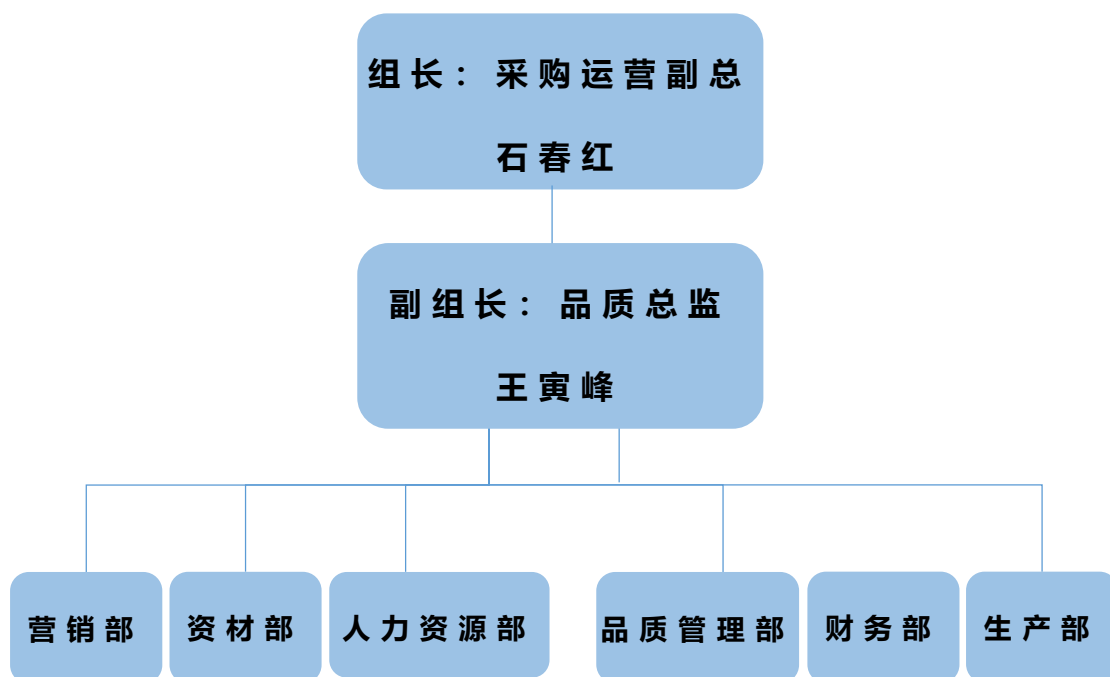 组长：采购运营副总
石春红
副组长：品质总监
王寅峰
营销部
资材部
人力资源部
品质管理部
财务部
生产部